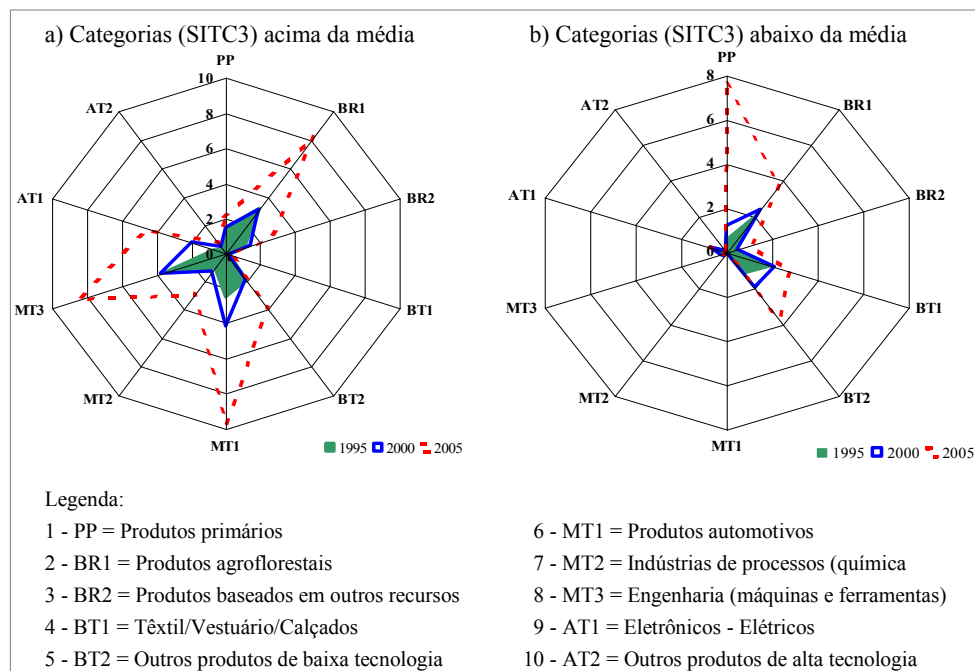 a) Categorias (SITC3) acima da média
PP
10
8
6
4
2
0
BR1
BR2
BT1
BT2
MT1
MT2
MT3
AT1
AT2
1995 2000 2005
b) Categorias (SITC3) abaixo da média
PP
8
6
4
2
0
BR1
BR2
BT1
BT2
MT1
MT2
MT3
AT1
AT2
1995 2000 2005
Legenda:
1 - PP = Produtos primários
2 - BR1 = Produtos agroflorestais
3 - BR2 = Produtos baseados em outros recursos
4 - BT1 = Têxtil/Vestuário/Calçados
5 - BT2 = Outros produtos de baixa tecnologia
6 - MT1 = Produtos automotivos
7 - MT2 = Indústrias de processos (química
8 - MT3 = Engenharia (máquinas e ferramentas)
9 - AT1 = Eletrônicos - Elétricos
10 - AT2 = Outros produtos de alta tecnologia